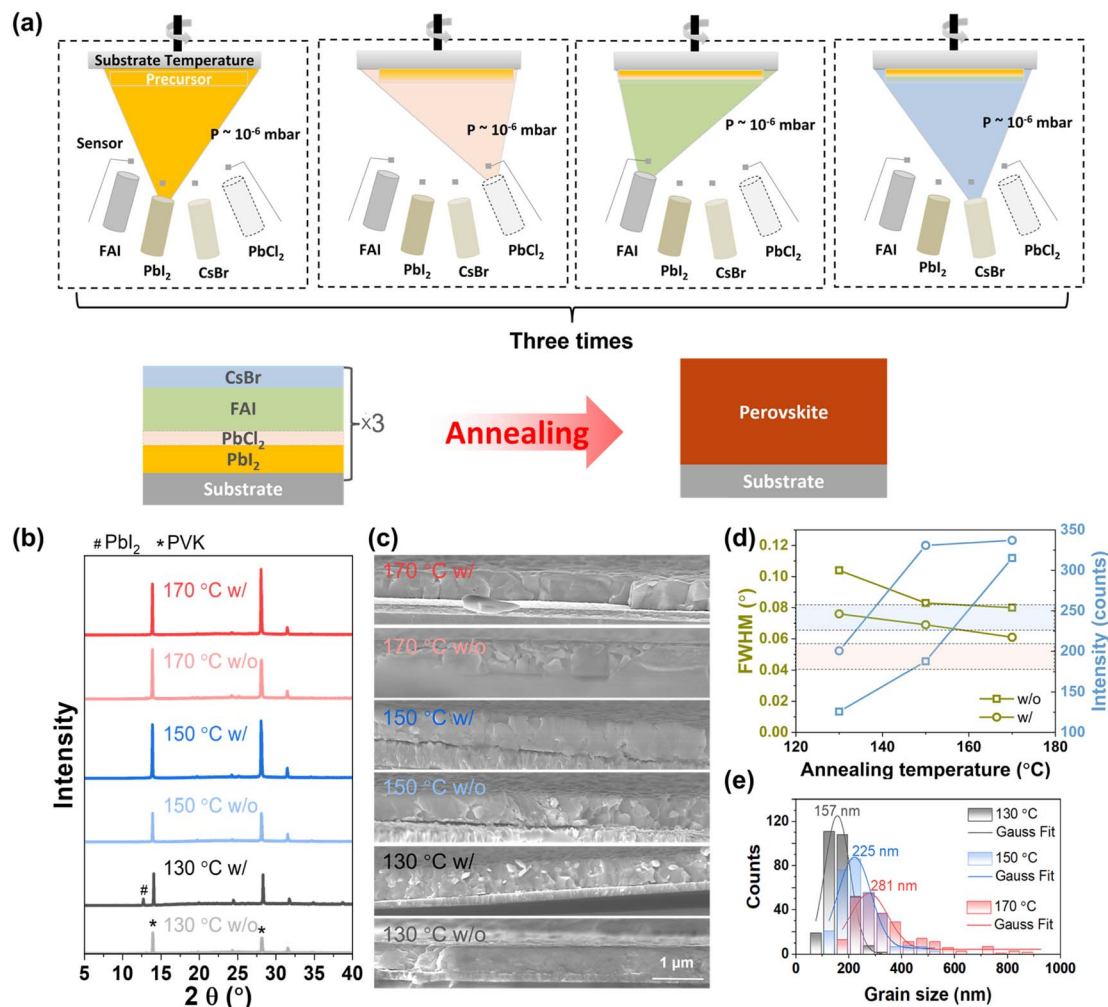 (a)
Substrate Temperature
Precursor
P ~ 10⁻⁶ mbar
Sensor
FAI
PbI₂
CsBr
PbCl₂
P ~ 10⁻⁶ mbar
FAI
PbI₂
CsBr
PbCl₂
P ~ 10⁻⁶ mbar
FAI
PbI₂
CsBr
PbCl₂
P ~ 10⁻⁶ mbar
FAI
PbI₂
CsBr
PbCl₂
Three times
CsBr
FAI
PbCl₂
PbI₂
Substrate
×3
Annealing
Perovskite
Substrate
(b)
#PbI₂ *PVK
170 °C w/
170 °C w/o
150 °C w/
150 °C w/o
130 °C w/
#
* 130 °C w/o *
Intensity
5 10 15 20 25 30 35 40
2 θ (°)
(c)
170 °C w/
170 °C w/o
150 °C w/
150 °C w/o
130 °C w/
130 °C w/o
1 μm
(d)
0.12
0.10
0.08
0.06
0.04
0.02
0.00
FWHM (°)
350
300
250
200
150
100
Intensity (counts)
w/o
w/
120 140 160 180
Annealing temperature (°C)
(e)
120
80
40
0
Counts
157 nm
225 nm
281 nm
130 °C
Gauss Fit
150 °C
Gauss Fit
170 °C
Gauss Fit
0 200 400 600 800 1000
Grain size (nm)